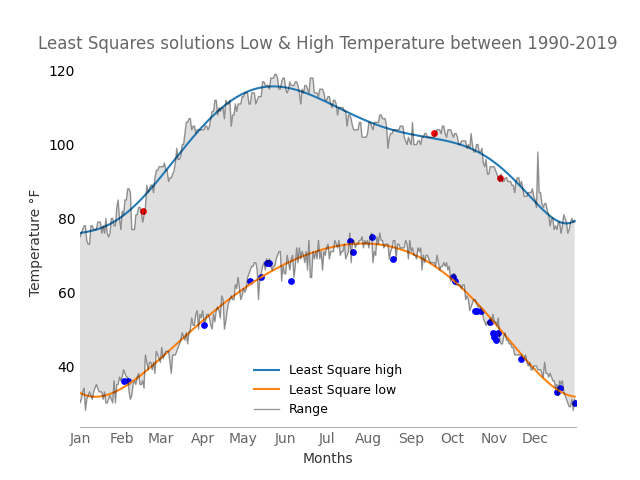 Least Squares solutions Low & High Temperature between 1990-2019
120
100
80
60
40
Temperature °F
Least Square high
Least Square low
Range
Jan Feb Mar Apr May Jun Jul Aug Sep Oct Nov Dec
Months